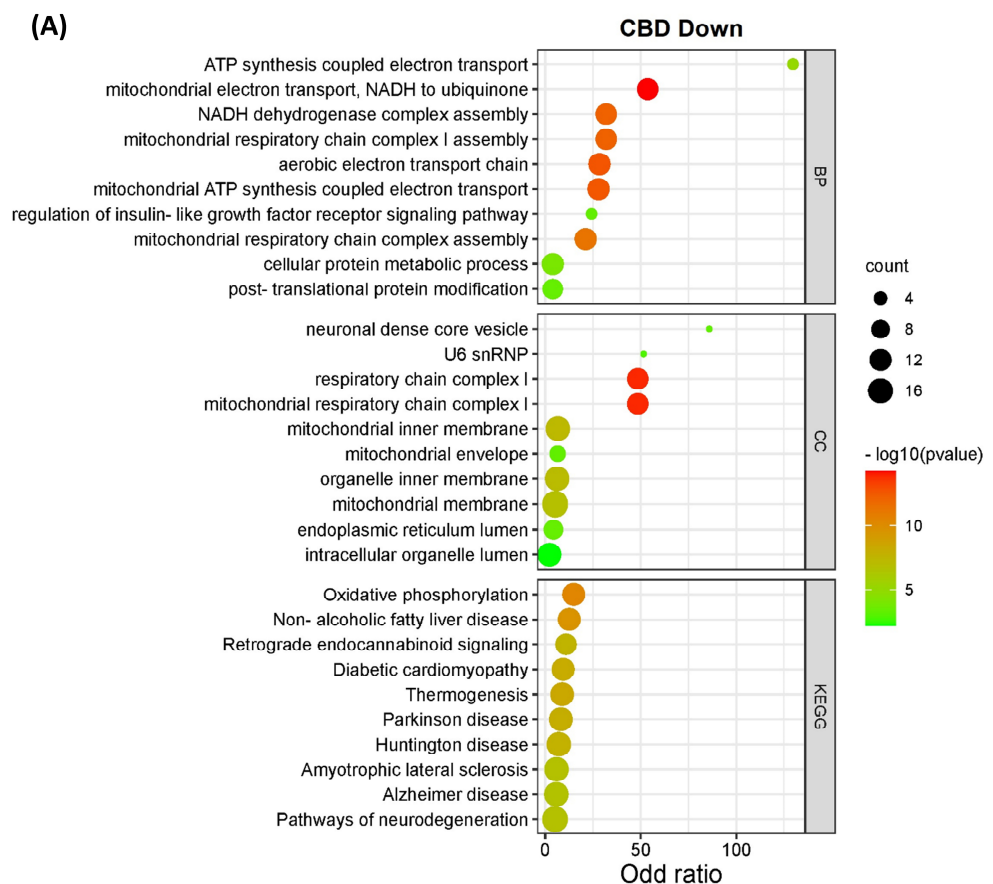 (A)
CBD Down
ATP synthesis coupled electron transport
mitochondrial electron transport, NADH to ubiquinone
NADH dehydrogenase complex assembly
mitochondrial respiratory chain complex I assembly
aerobic electron transport chain
mitochondrial ATP synthesis coupled electron transport
regulation of insulin- like growth factor receptor signaling pathway
mitochondrial respiratory chain complex assembly
cellular protein metabolic process
post- translational protein modification
BP
neuronal dense core vesicle
U6 snRNP
respiratory chain complex I
mitochondrial respiratory chain complex I
mitochondrial inner membrane
mitochondrial envelope
organelle inner membrane
mitochondrial membrane
endoplasmic reticulum lumen
intracellular organelle lumen
CC
Oxidative phosphorylation
Non- alcoholic fatty liver disease
Retrograde endocannabinoid signaling
Diabetic cardiomyopathy
Thermogenesis
Parkinson disease
Huntington disease
Amyotrophic lateral sclerosis
Alzheimer disease
Pathways of neurodegeneration
KEGG
0 50 100
Odd ratio
count
4
8
12
16
- log10(pvalue)
10
5